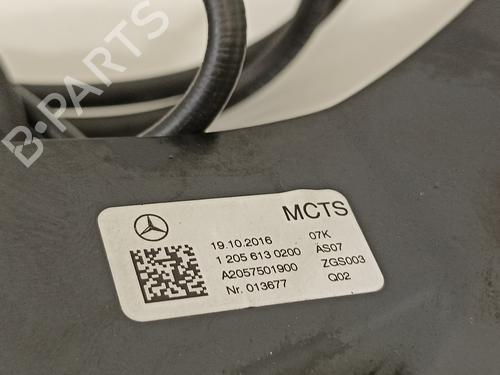 B-PARTS
MCTS
19.10.2016 07K
1 205 613 0200 AS07
A2057501900 ZGS003
Nr. 013677 Q02